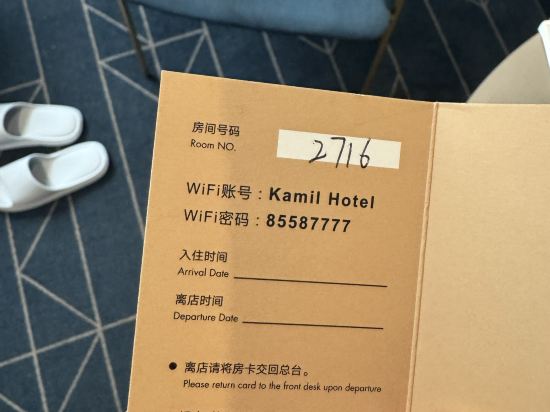 房间号码
Room NO.
2716
WiFi账号：Kamil Hotel
WiFi密码：85587777
入住时间
Arrival Date
离店时间
Departure Date
● 离店请将房卡交回总台。
Please return card to the front desk upon departure